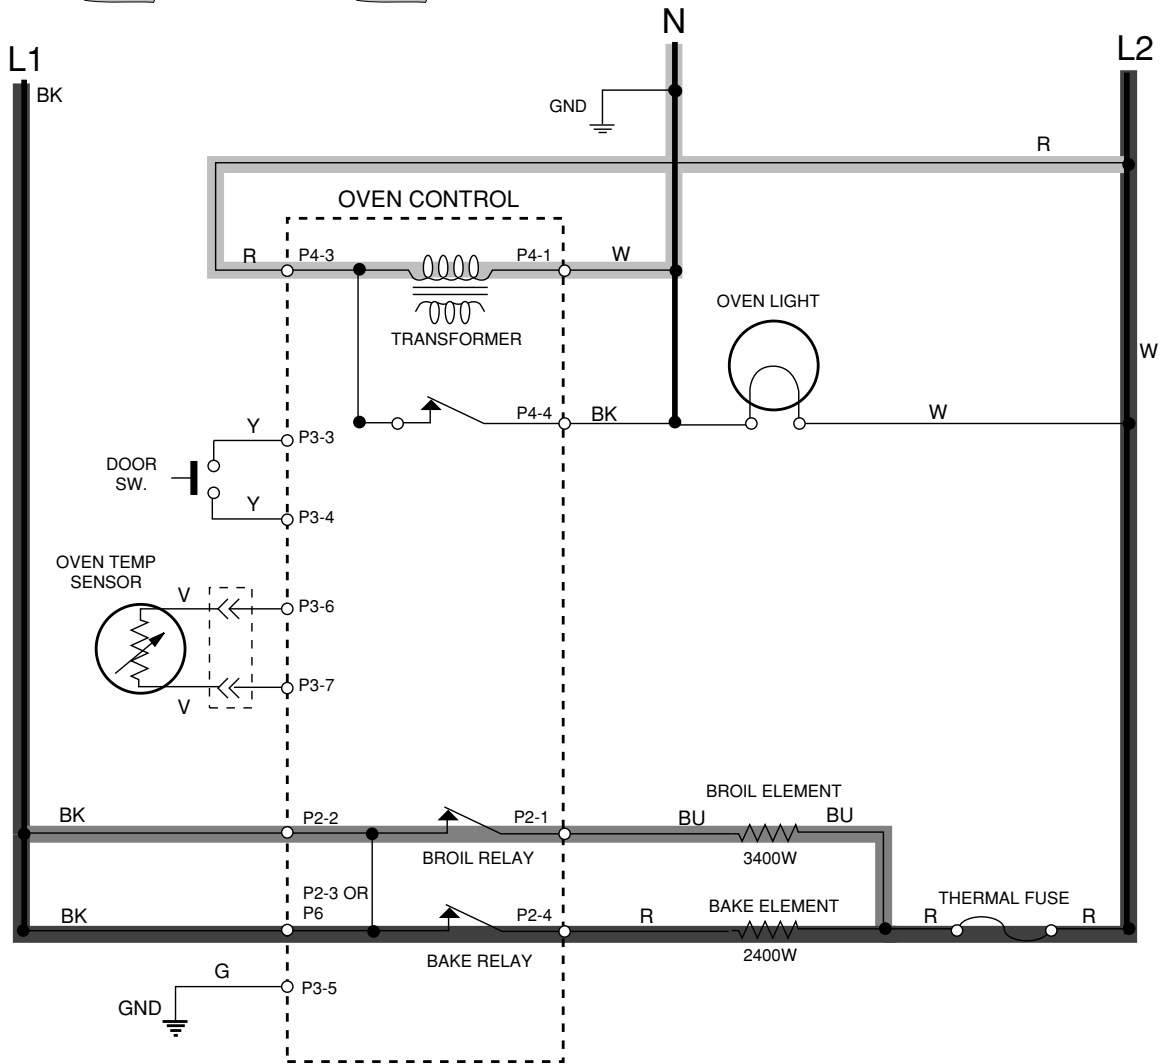 N
L1
L2
BK
GND
R
OVEN CONTROL
R
P4-3
P4-1
W
OVEN LIGHT
TRANSFORMER
W
P4-4
BK
W
Y
P3-3
DOOR
SW.
Y
P3-4
OVEN TEMP
SENSOR
V
P3-6
P3-7
V
BROIL ELEMENT
BK
P2-2
P2-1
BU
BU
BROIL RELAY
3400W
P2-3 OR
P6
BK
P2-4
R
BAKE ELEMENT
THERMAL FUSE
R
R
BAKE RELAY
2400W
G
P3-5
GND